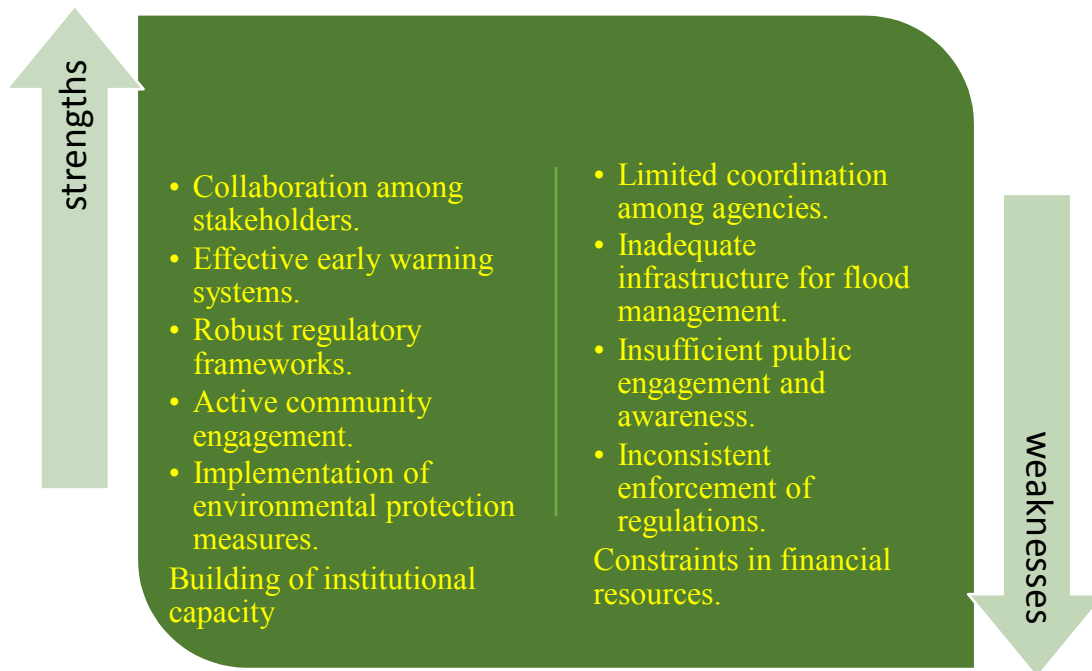 strengths
• Collaboration among
stakeholders.
• Effective early warning
systems.
• Robust regulatory
frameworks.
• Active community
engagement.
• Implementation of
environmental protection
measures.
Building of institutional
capacity
• Limited coordination
among agencies.
• Inadequate
infrastructure for flood
management.
• Insufficient public
engagement and
awareness.
• Inconsistent
enforcement of
regulations.
Constraints in financial
resources.
weaknesses